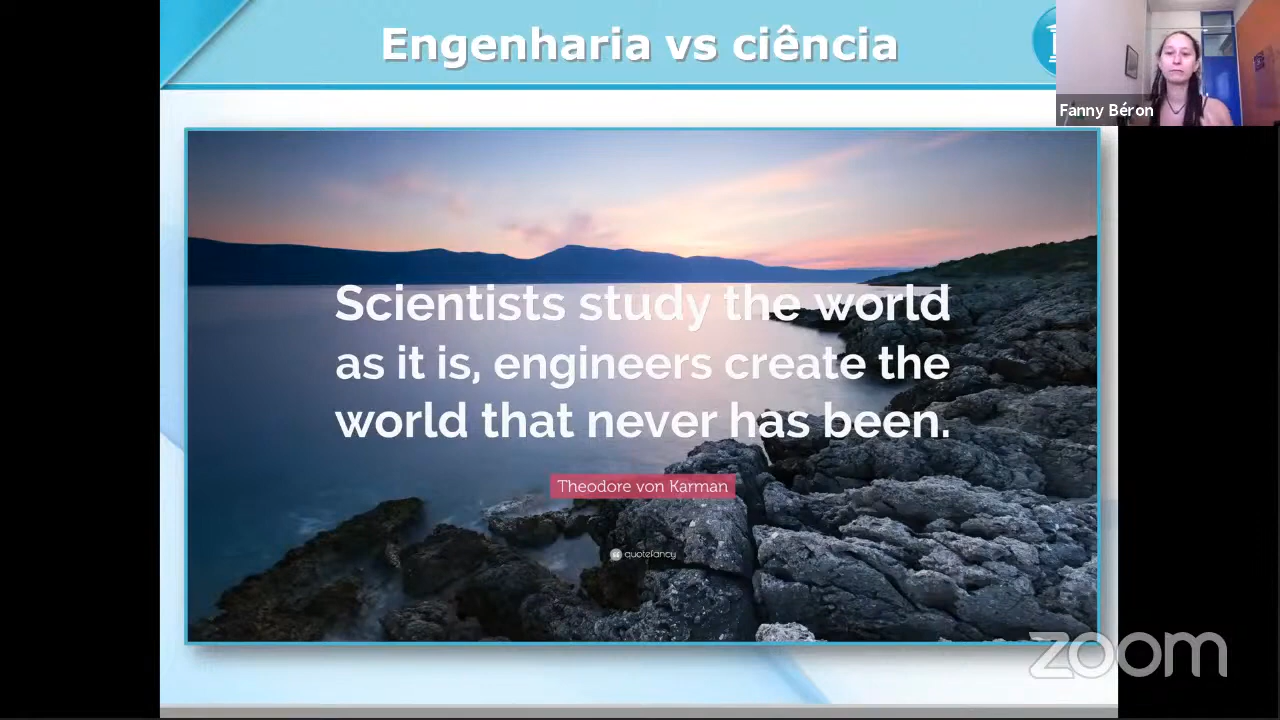 Engenharia vs ciência
Fanny Béron
Scientists study the world
as it is, engineers create the
world that never has been.
Theodore von Karman
quotefancy
zoom